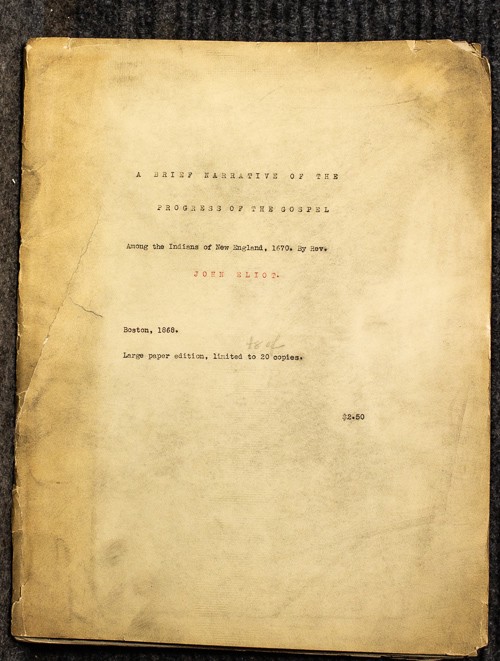 A BRIEF NARRATIVE OF THE
PROGRESS OF THE GOSPEL
Among the Indians of New England, 1670. By Rev.
JOHN ELIOT.
Boston, 1868.
Large paper edition, limited to 20 copies.
$2.50